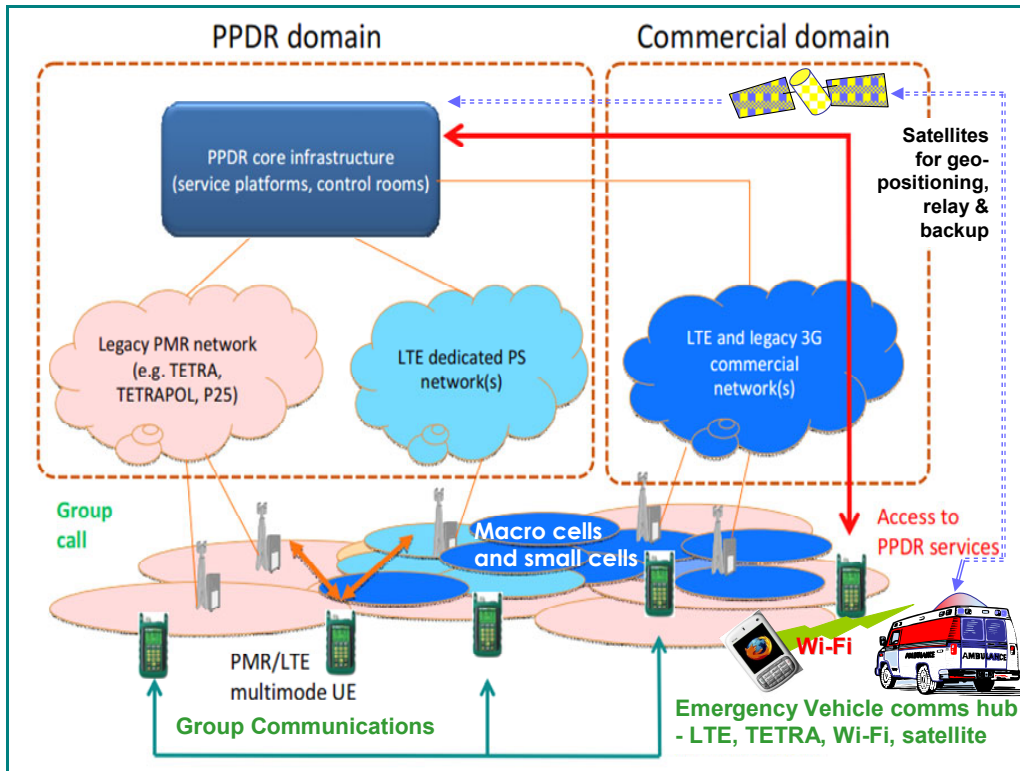 PPDR domain
Commercial domain
PPDR core infrastructure
(service platforms, control rooms)
Satellites
for geo-
positioning,
relay &
backup
Legacy PMR network
(e.g. TETRA,
TETRAPOL, P25)
LTE dedicated PS
network(s)
LTE and legacy 3G
commercial
network(s)
Group
call
Macro cells
and small cells
Access to
PPDR services
Wi-Fi
AMBULANCE
AMBULANCE
PMR/LTE
multimode UE
Group Communications
Emergency Vehicle comms hub
- LTE, TETRA, Wi-Fi, satellite